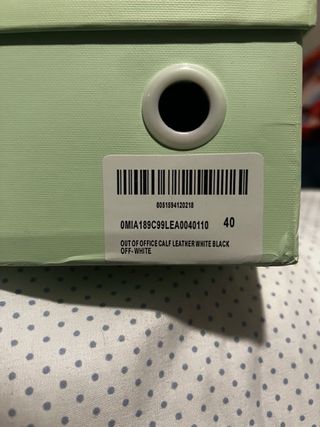 8051594120218
0MIA189C99LEA0040110 40
OUT OF OFFICE CALF LEATHER WHITE BLACK
OFF-WHITE